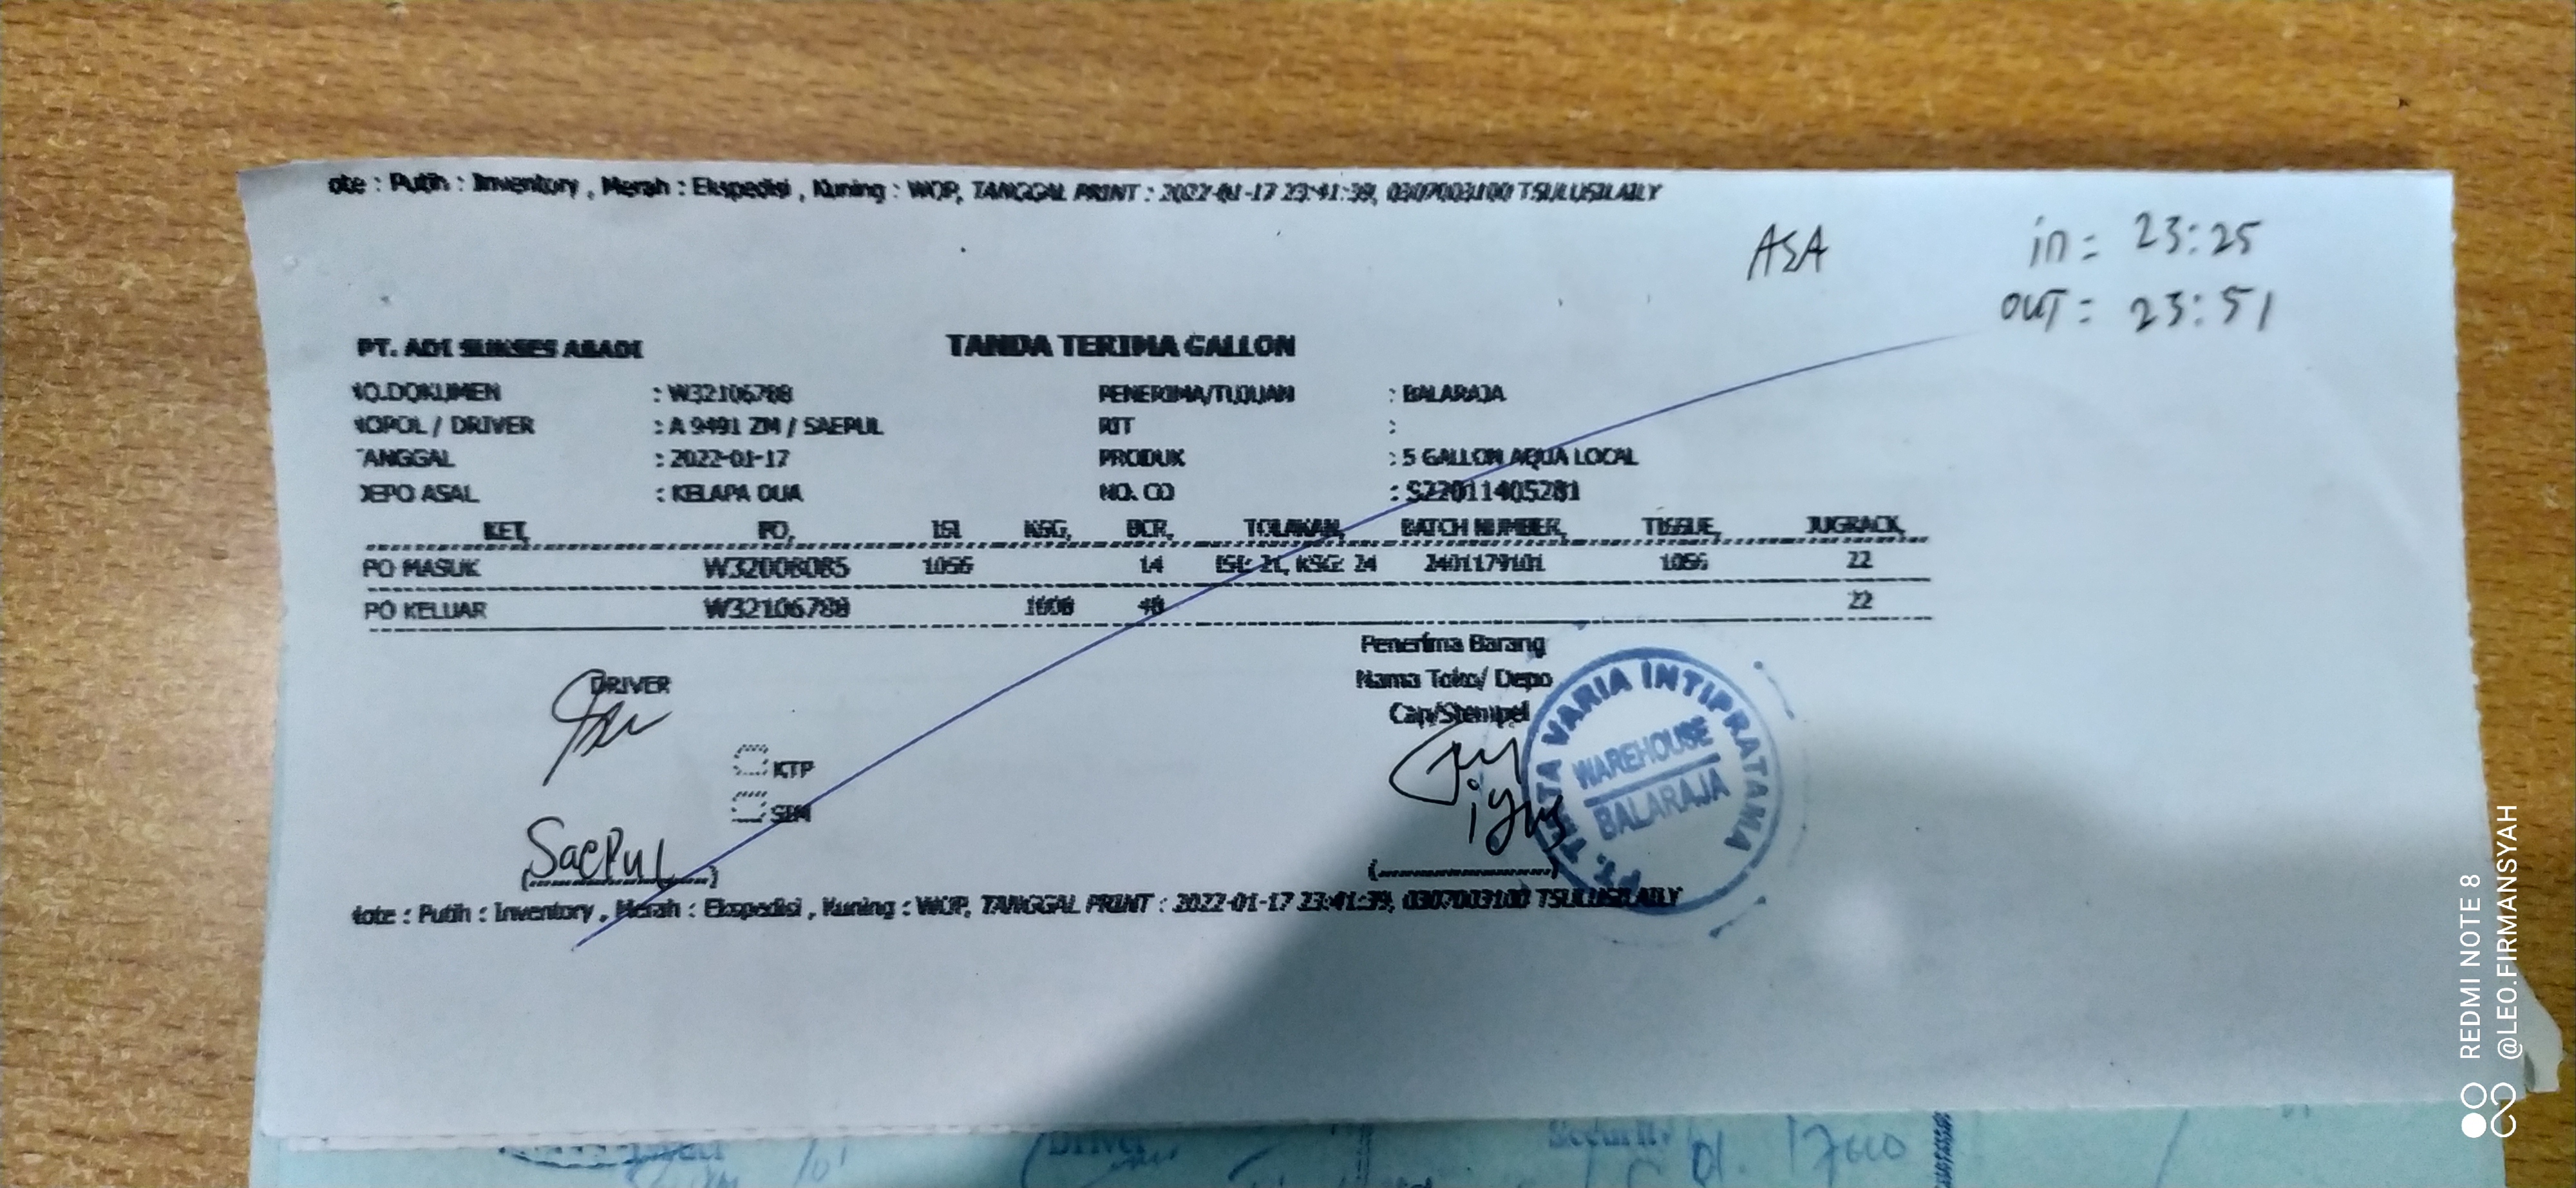 ote : Putih : Inventory , Merah : Ekspedisi , Kuning : WOP, TANGGAL PRINT : 2022-01-17 23:41:39, 0307003100 TSULUSILAILY
ASA
in = 23:25
OUT = 23:51
PT. ADI SUKSES ABADI
TANDA TERIMA GALLON
NO.DOKUMEN : W32106788 PENERIMA/TUJUAN : BALARAJA
NOPOL / DRIVER : A 9491 ZM / SAEPUL RIT :
TANGGAL : 2022-01-17 PRODUK : 5 GALLON AQUA LOCAL
DEPO ASAL : KELAPA DUA NO. CO : S22011405281
KET, PO, ISI KSG, BCR, TOLAKAN, BATCH NUMBER, TISSUE, JUGRACK,
PO MASUK W32008085 1056 14 ISI: 21, KSG: 24 2401179101 1056 22
PO KELUAR W32106788 1008 48 22
DRIVER
Penerima Barang
Nama Toko/ Depo
Cap/Stempel
KTP
SIM
Saepul
iyus
PT. TIRTA VARIA INTIPRATAMA
WAREHOUSE
BALARAJA
Note : Putih : Inventory , Merah : Ekspedisi , Kuning : WOP, TANGGAL PRINT : 2022-01-17 23:41:39, 0307003100 TSULUSILAILY
Driver
Security
REDMI NOTE 8
@LEO.FIRMANSYAH